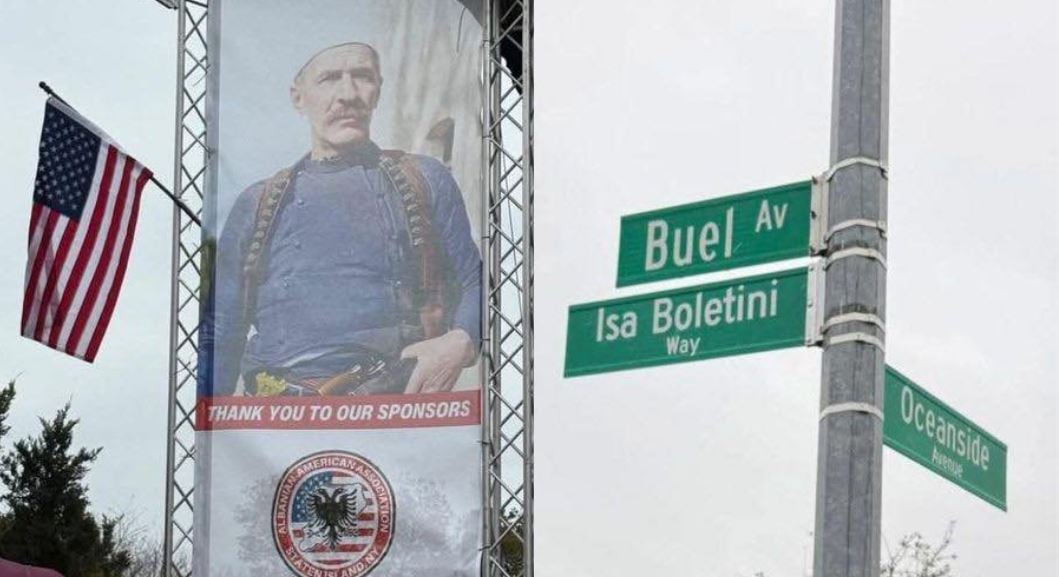 THANK YOU TO OUR SPONSORS
ALBANIAN-AMERICAN ASSOCIATION
STATEN ISLAND, NY
Buel Av
Isa Boletini
Way
Oceanside
Avenue